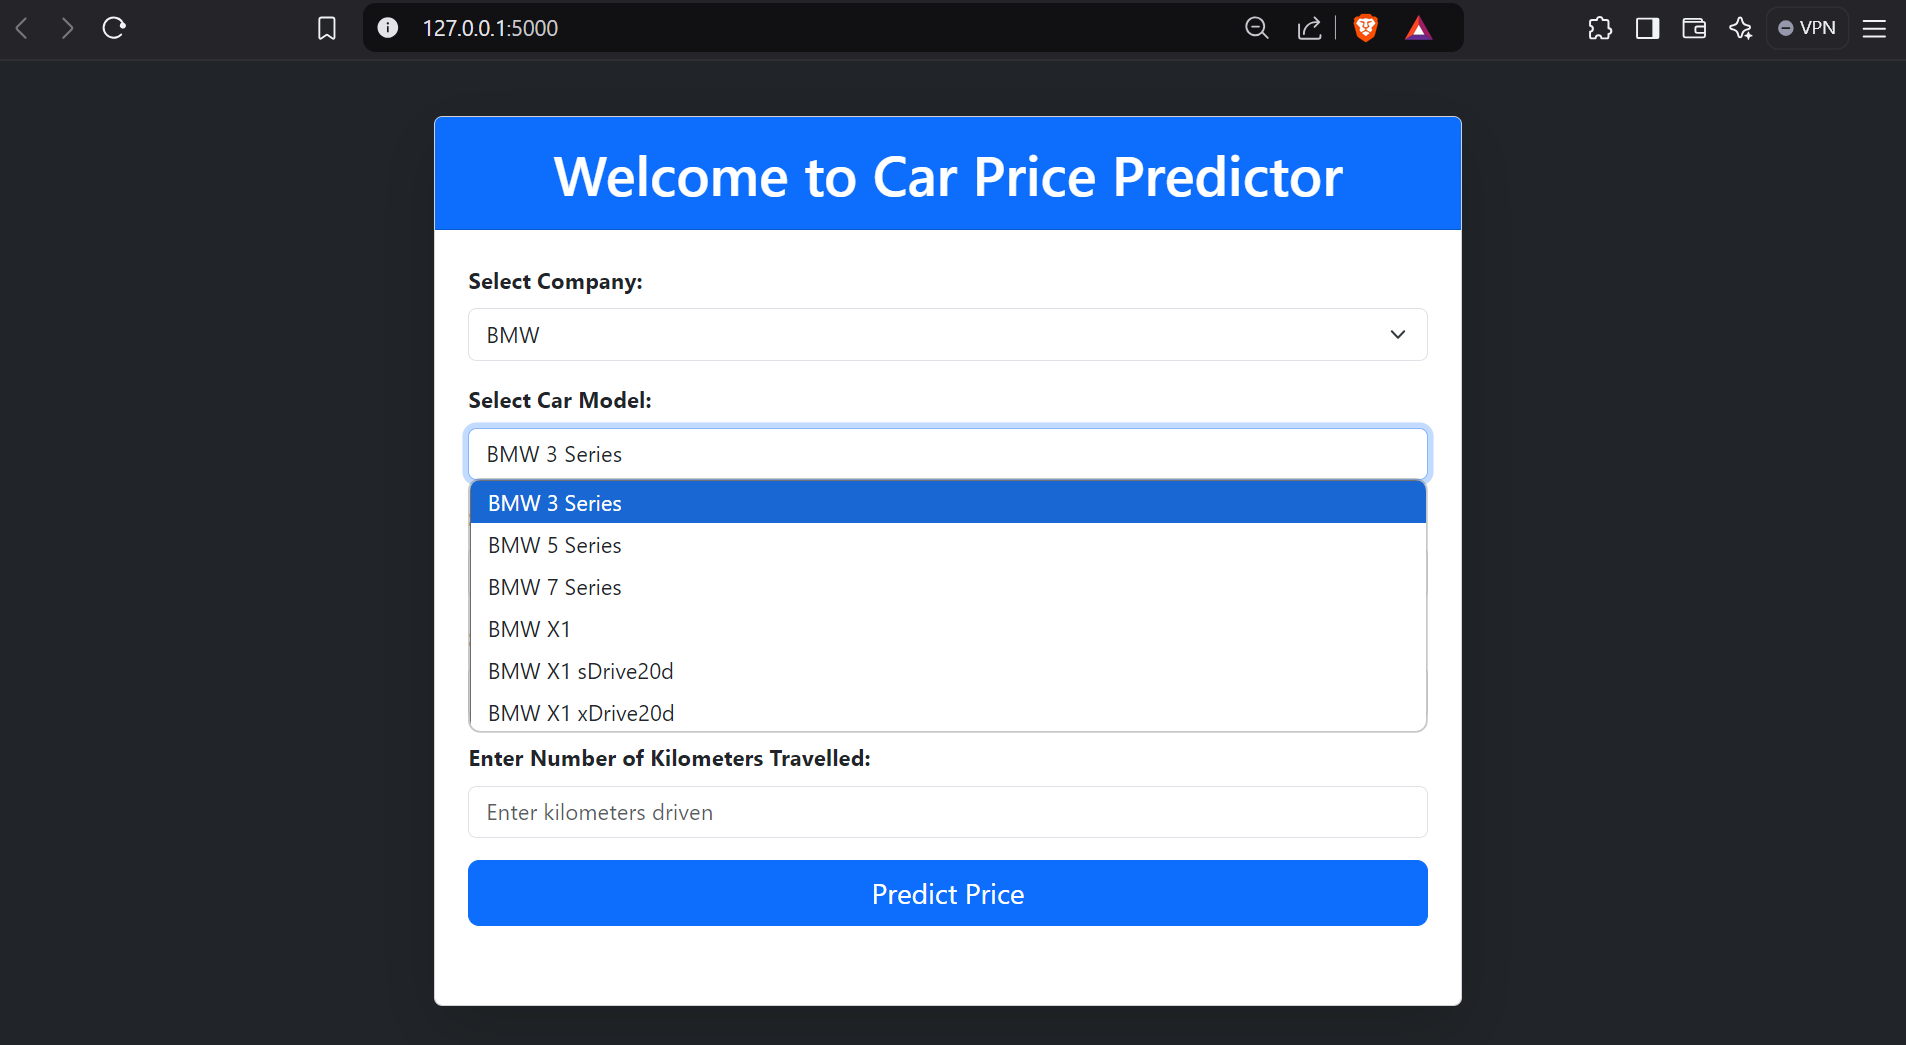 127.0.0.1:5000
VPN
Welcome to Car Price Predictor
Select Company:
BMW
Select Car Model:
BMW 3 Series
BMW 3 Series
BMW 5 Series
BMW 7 Series
BMW X1
BMW X1 sDrive20d
BMW X1 xDrive20d
Enter Number of Kilometers Travelled:
Enter kilometers driven
Predict Price